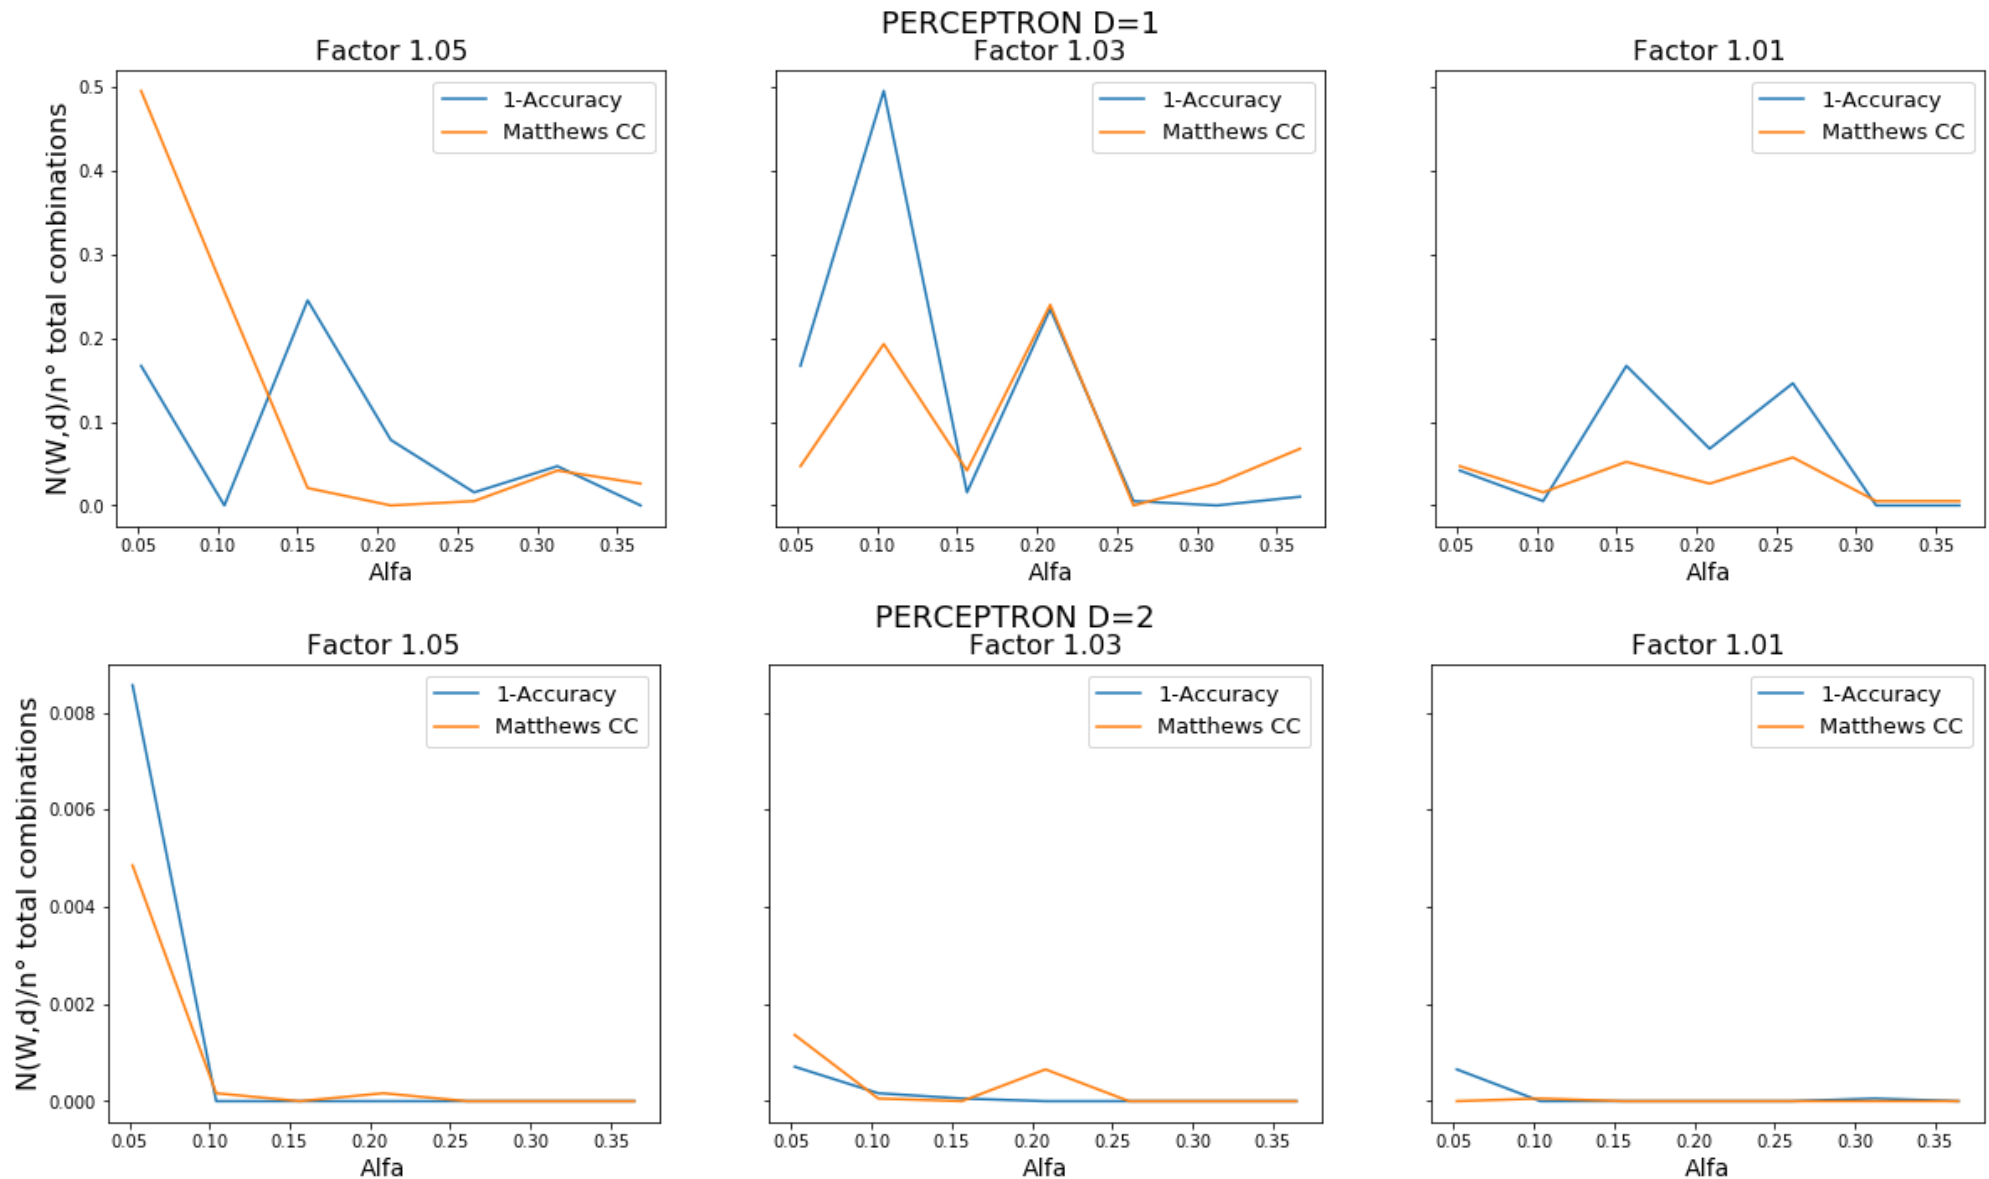 PERCEPTRON D=1
Factor 1.05
Factor 1.03
Factor 1.01
N(W,d)/n° total combinations
0.5
0.4
0.3
0.2
0.1
0.0
1-Accuracy
Matthews CC
1-Accuracy
Matthews CC
1-Accuracy
Matthews CC
0.05 0.10 0.15 0.20 0.25 0.30 0.35
0.05 0.10 0.15 0.20 0.25 0.30 0.35
0.05 0.10 0.15 0.20 0.25 0.30 0.35
Alfa
Alfa
Alfa
PERCEPTRON D=2
Factor 1.05
Factor 1.03
Factor 1.01
N(W,d)/n° total combinations
0.008
0.006
0.004
0.002
0.000
1-Accuracy
Matthews CC
1-Accuracy
Matthews CC
1-Accuracy
Matthews CC
0.05 0.10 0.15 0.20 0.25 0.30 0.35
0.05 0.10 0.15 0.20 0.25 0.30 0.35
0.05 0.10 0.15 0.20 0.25 0.30 0.35
Alfa
Alfa
Alfa